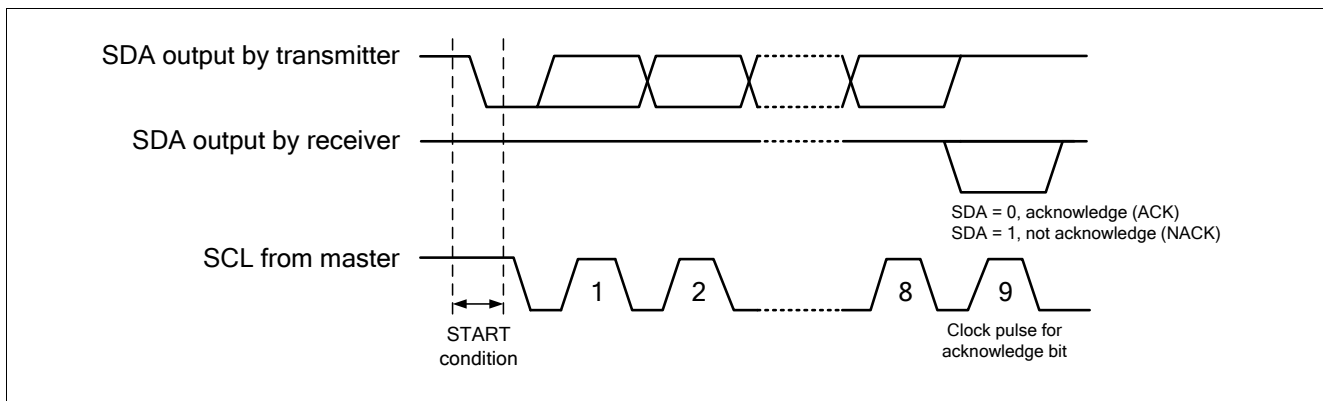 SDA output by transmitter
SDA output by receiver
SDA = 0, acknowledge (ACK)
SDA = 1, not acknowledge (NACK)
SCL from master
1
2
8
9
START
condition
Clock pulse for
acknowledge bit